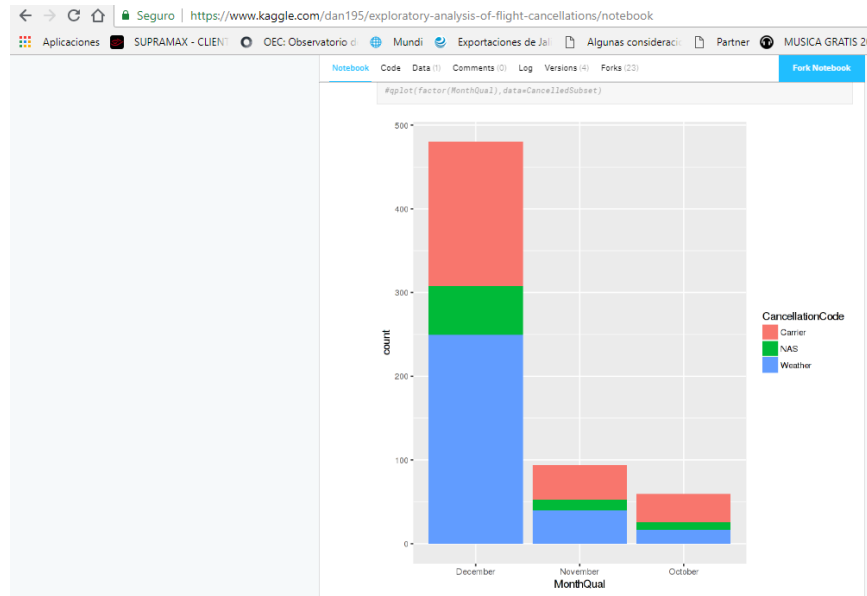 Seguro | https://www.kaggle.com/dan195/exploratory-analysis-of-flight-cancellations/notebook
Aplicaciones SUPRAMAX - CLIENT OEC: Observatorio d Mundi Exportaciones de Jal Algunas consideraci Partner MUSICA GRATIS 2
Notebook Code Data (1) Comments (0) Log Versions (4) Forks (23) Fork Notebook
#qplot(factor(MonthQual),data=CancelledSubset)
500
400
300
200
100
0
count
December November October
MonthQual
CancellationCode
Carrier
NAS
Weather